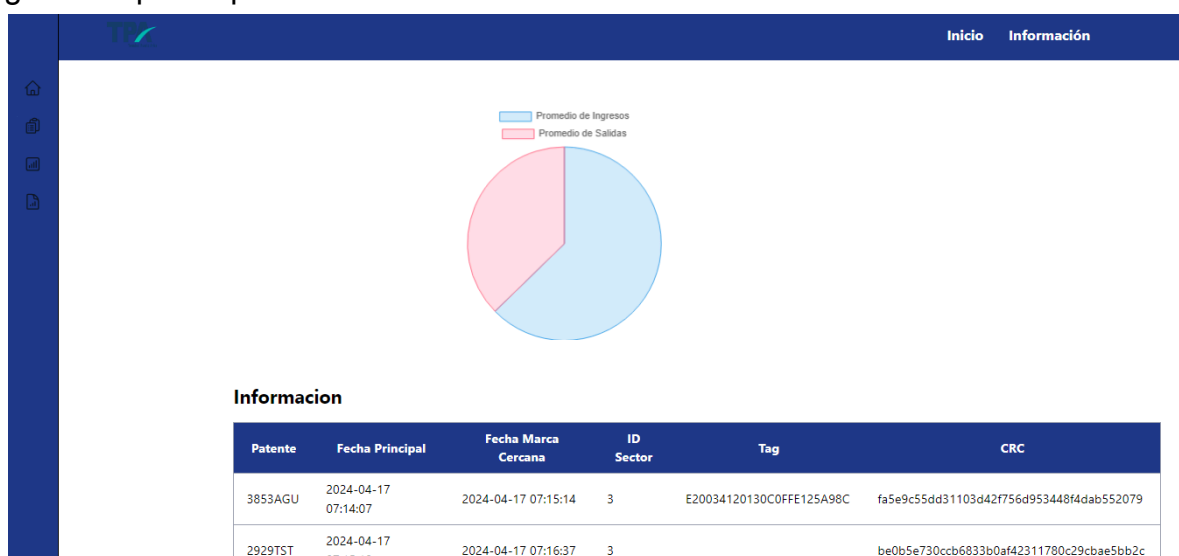 Inicio Información
Promedio de Ingresos
Promedio de Salidas
Informacion
Patente Fecha Principal Fecha Marca Cercana ID Sector Tag CRC
3853AGU 2024-04-17 07:14:07 2024-04-17 07:15:14 3 E20034120130C0FFE125A98C fa5e9c55dd31103d42f756d953448f4dab552079
2929TST 2024-04-17 2024-04-17 07:16:37 3 be0b5e730ccb6833b0af42311780c29cbae5bb2c